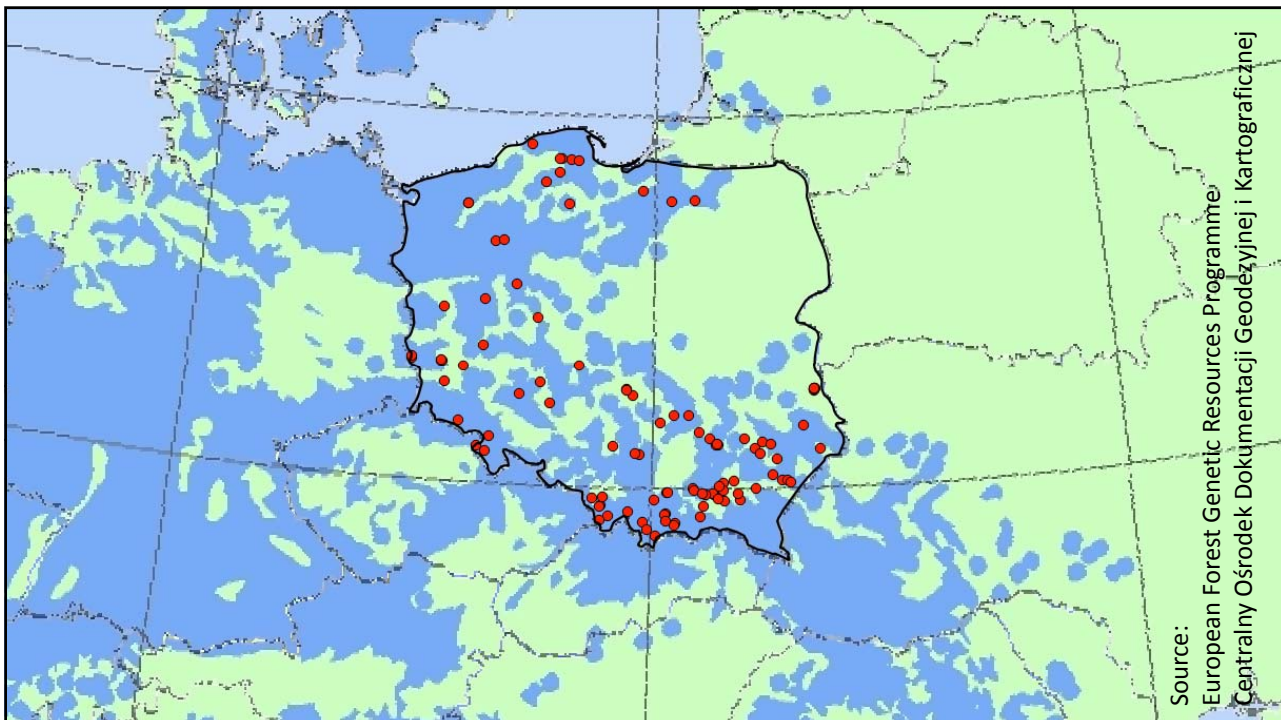 Source:
European Forest Genetic Resources Programme
Centralny Ośrodek Dokumentacji Geodezyjnej i Kartograficznej